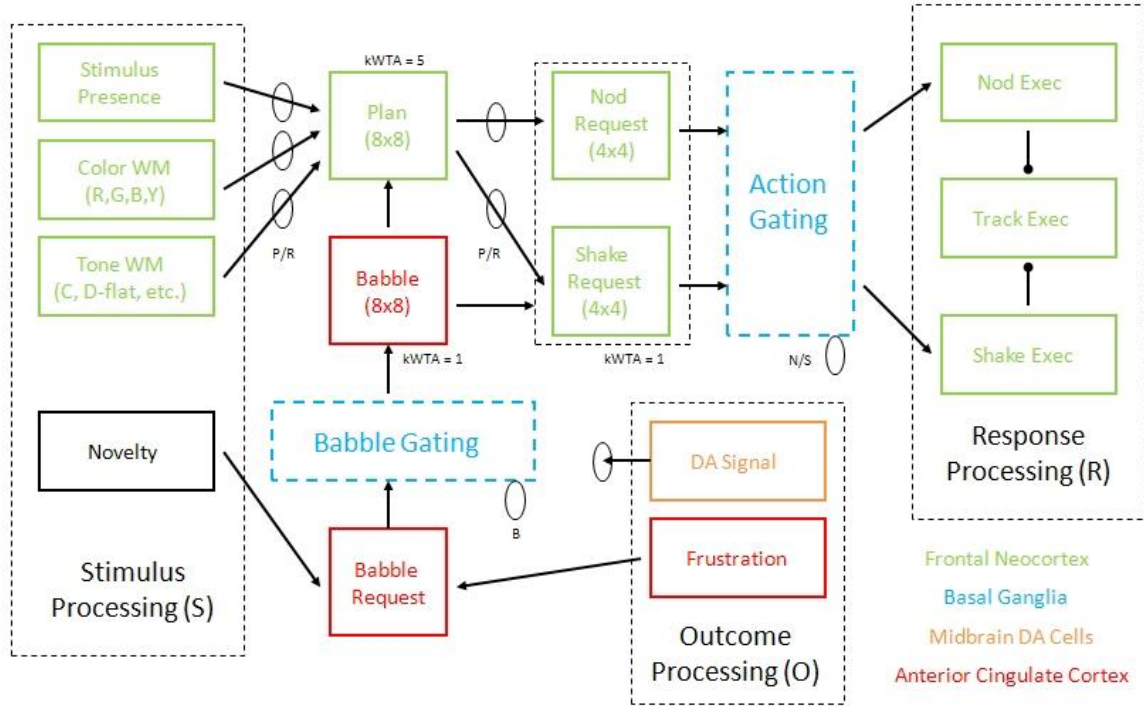 Stimulus
Presence
Color WM
(R,G,B,Y)
Tone WM
(C, D-flat, etc.)
P/R
Novelty
Stimulus
Processing (S)
kWTA = 5
Plan
(8x8)
P/R
Babble
(8x8)
kWTA = 1
Babble Gating
B
Babble
Request
Nod
Request
(4x4)
Shake
Request
(4x4)
kWTA = 1
Action
Gating
N/S
DA Signal
Frustration
Outcome
Processing (O)
Nod Exec
Track Exec
Shake Exec
Response
Processing (R)
Frontal Neocortex
Basal Ganglia
Midbrain DA Cells
Anterior Cingulate Cortex